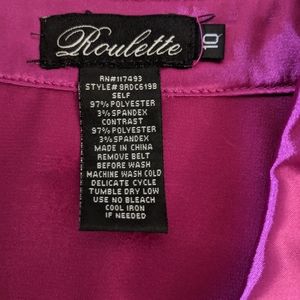 Roulette
10
RN#117493
STYLE# 8RDC619B
SELF
97% POLYESTER
3% SPANDEX
CONTRAST
97% POLYESTER
3% SPANDEX
MADE IN CHINA
REMOVE BELT
BEFORE WASH
MACHINE WASH COLD
DELICATE CYCLE
TUMBLE DRY LOW
USE NO BLEACH
COOL IRON
IF NEEDED